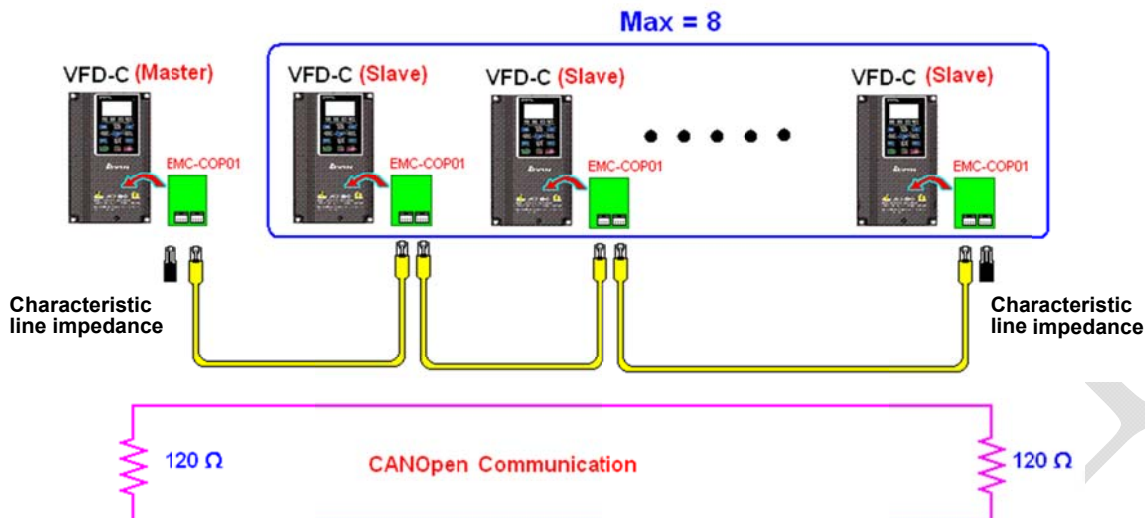 Max = 8
VFD-C (Master)
VFD-C (Slave)
VFD-C (Slave)
VFD-C (Slave)
EMC-COP01
EMC-COP01
EMC-COP01
EMC-COP01
Characteristic
line impedance
Characteristic
line impedance
120 Ω
CANOpen Communication
120 Ω